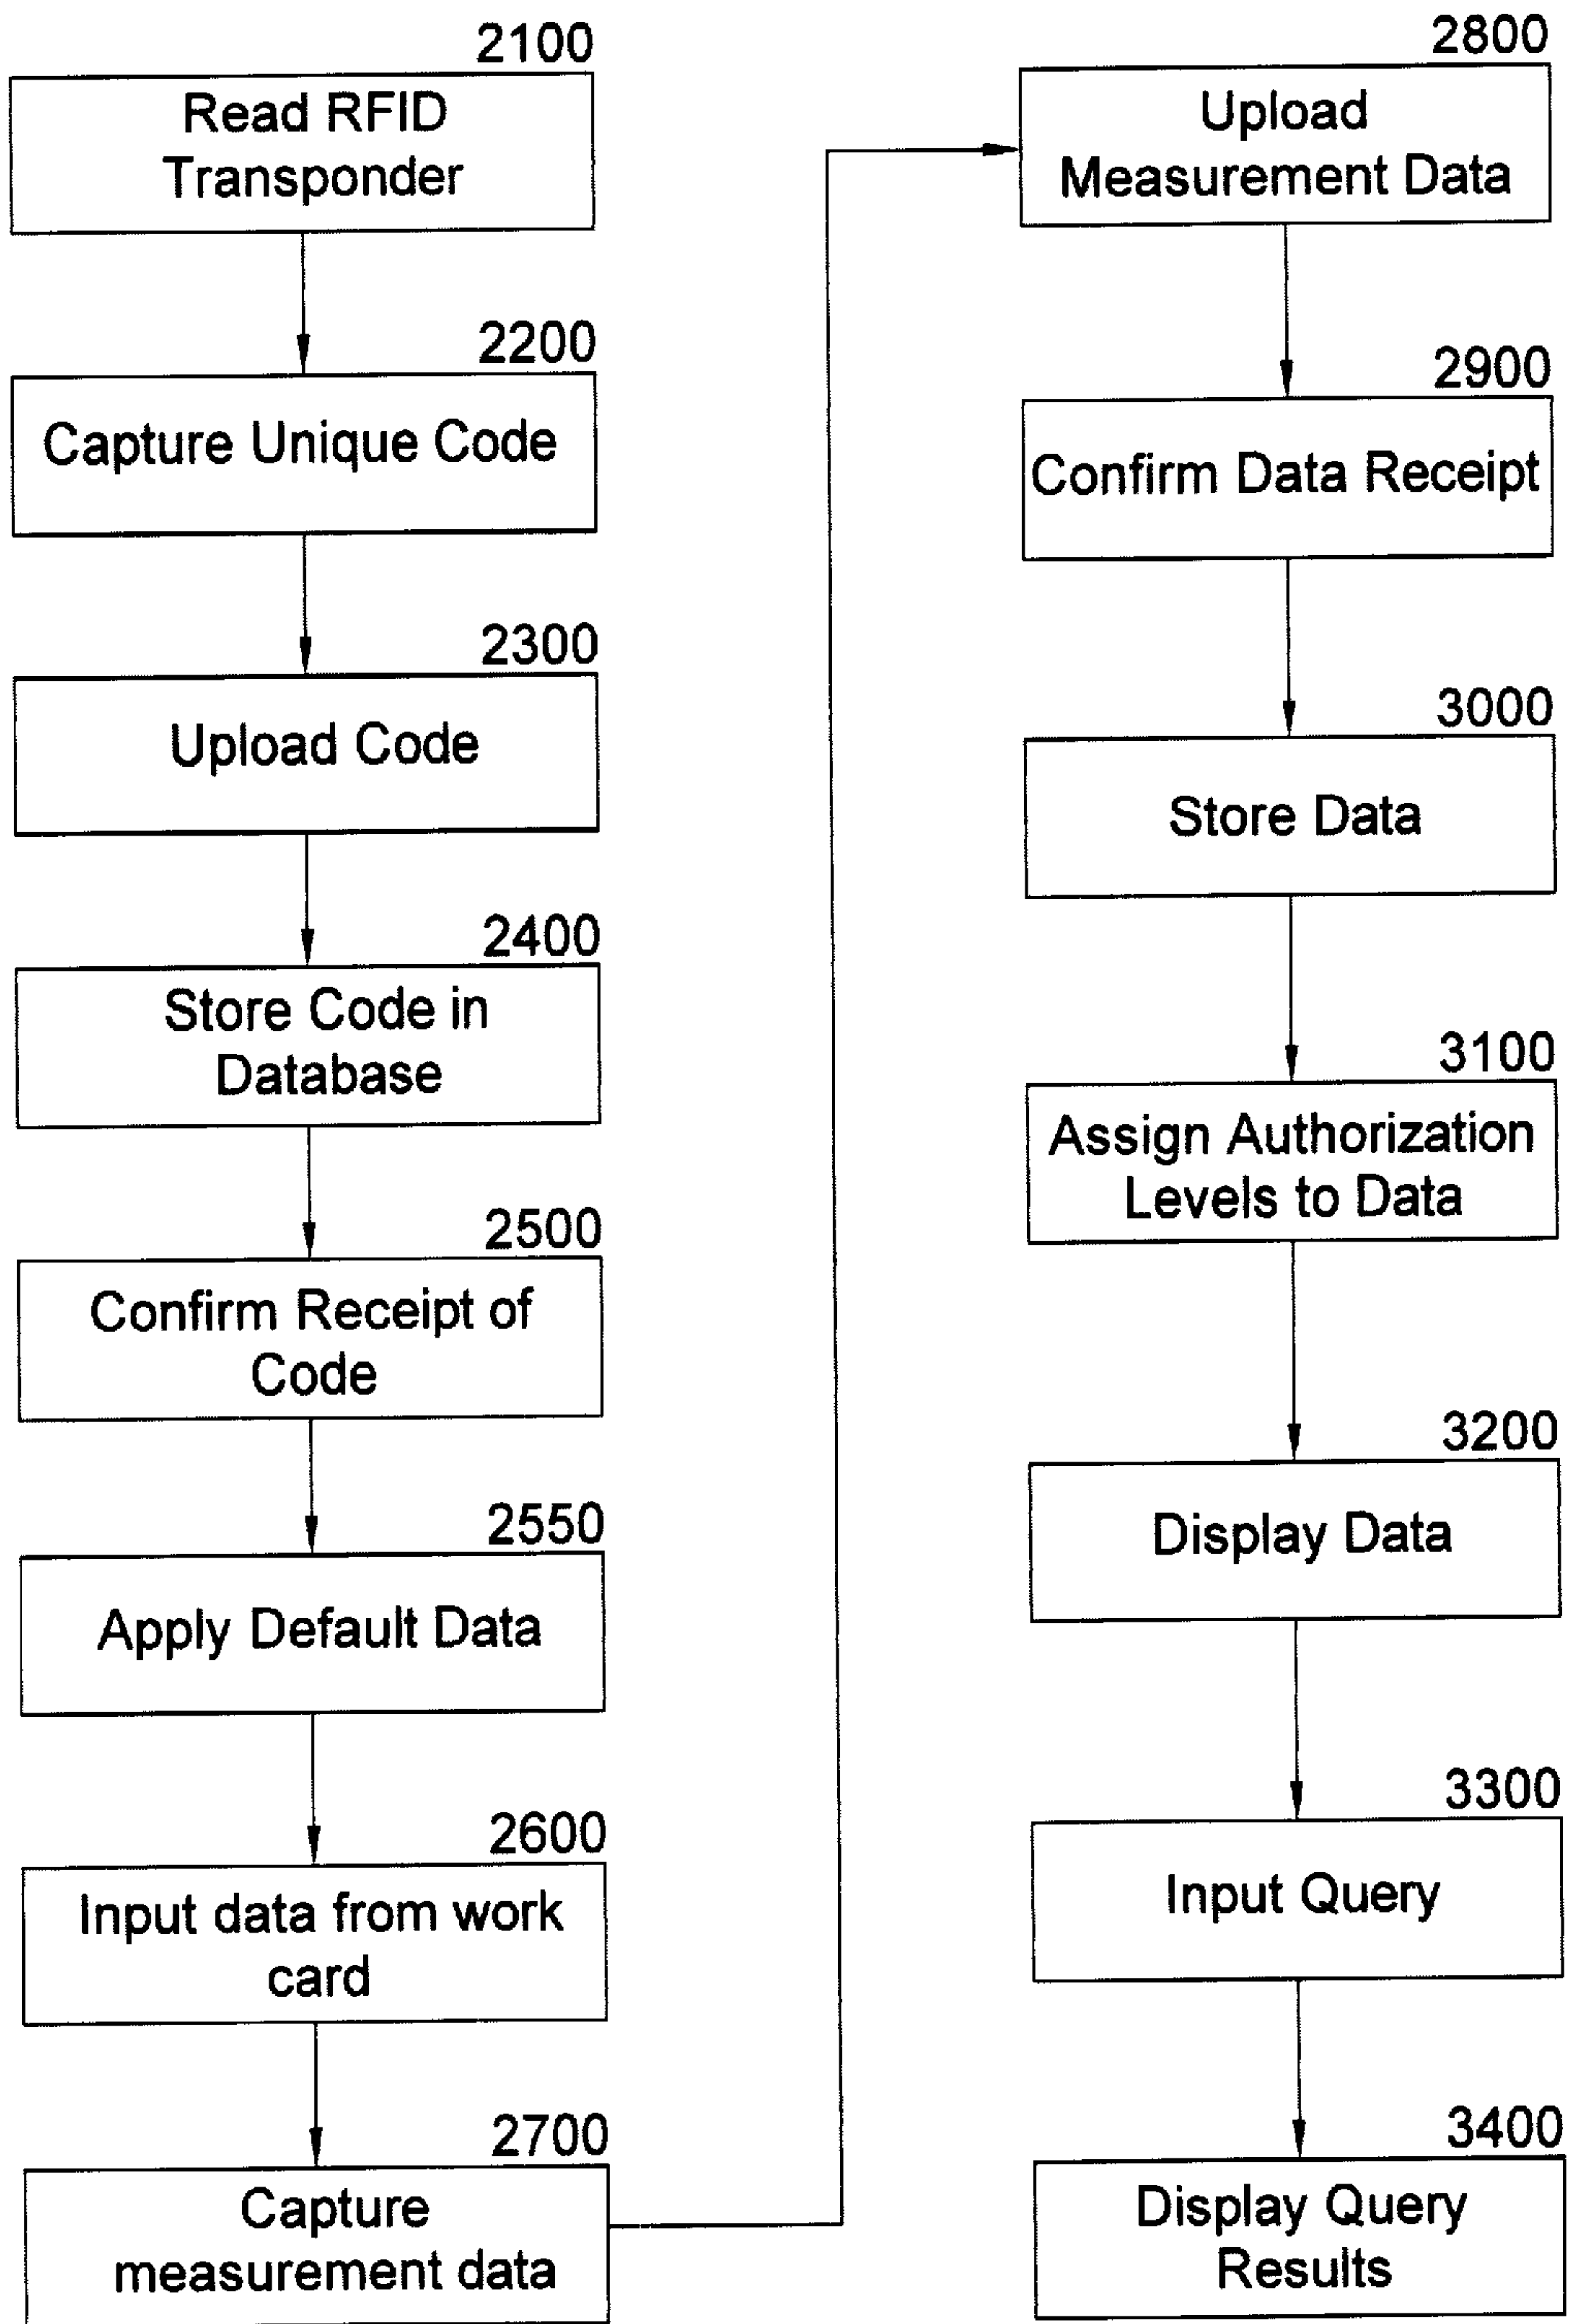 2100
Read RFID
Transponder
2200
Capture Unique Code
2300
Upload Code
2400
Store Code in
Database
2500
Confirm Receipt of
Code
2550
Apply Default Data
2600
Input data from work
card
2700
Capture
measurement data
2800
Upload
Measurement Data
2900
Confirm Data Receipt
3000
Store Data
3100
Assign Authorization
Levels to Data
3200
Display Data
3300
Input Query
3400
Display Query
Results